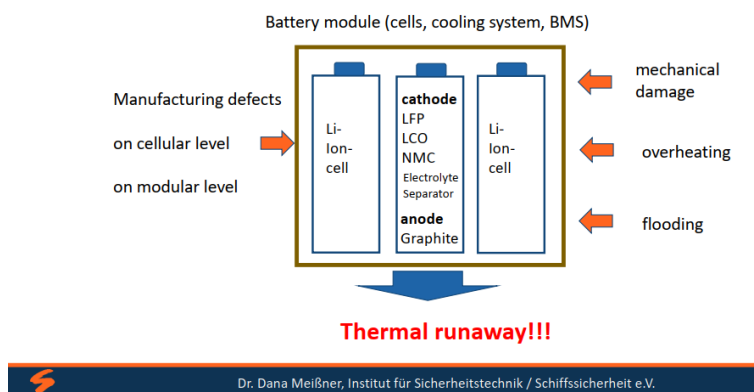 Battery module (cells, cooling system, BMS)
Manufacturing defects
on cellular level
on modular level
Li-
Ion-
cell
cathode
LFP
LCO
NMC
Electrolyte
Separator
anode
Graphite
Li-
Ion-
cell
mechanical
damage
overheating
flooding
Thermal runaway!!!
Dr. Dana Meißner, Institut für Sicherheitstechnik / Schiffssicherheit e.V.